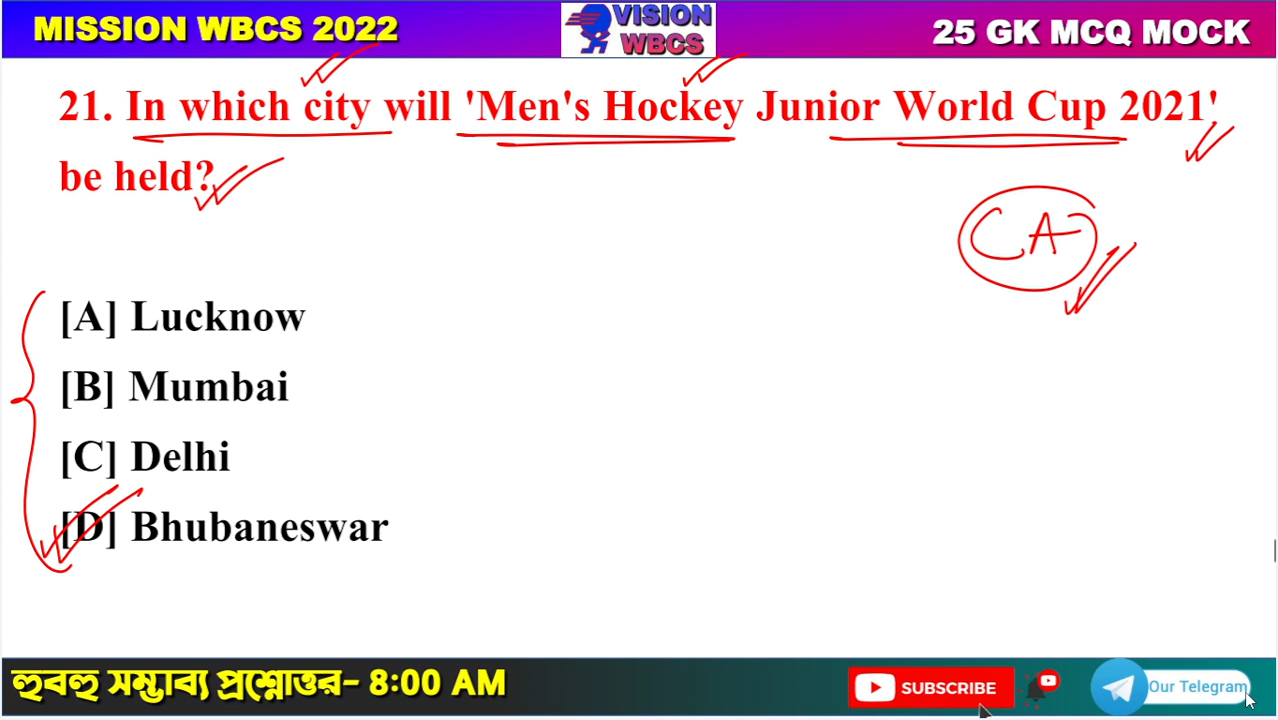 MISSION WBCS 2022
VISION
WBCS
25 GK MCQ MOCK
21. In which city will 'Men's Hockey Junior World Cup 2021'
be held?
(A)
[A] Lucknow
[B] Mumbai
[C] Delhi
[D] Bhubaneswar
হুবহু সম্ভাব্য প্রশ্নোত্তর- 8:00 AM
SUBSCRIBE
Our Telegram